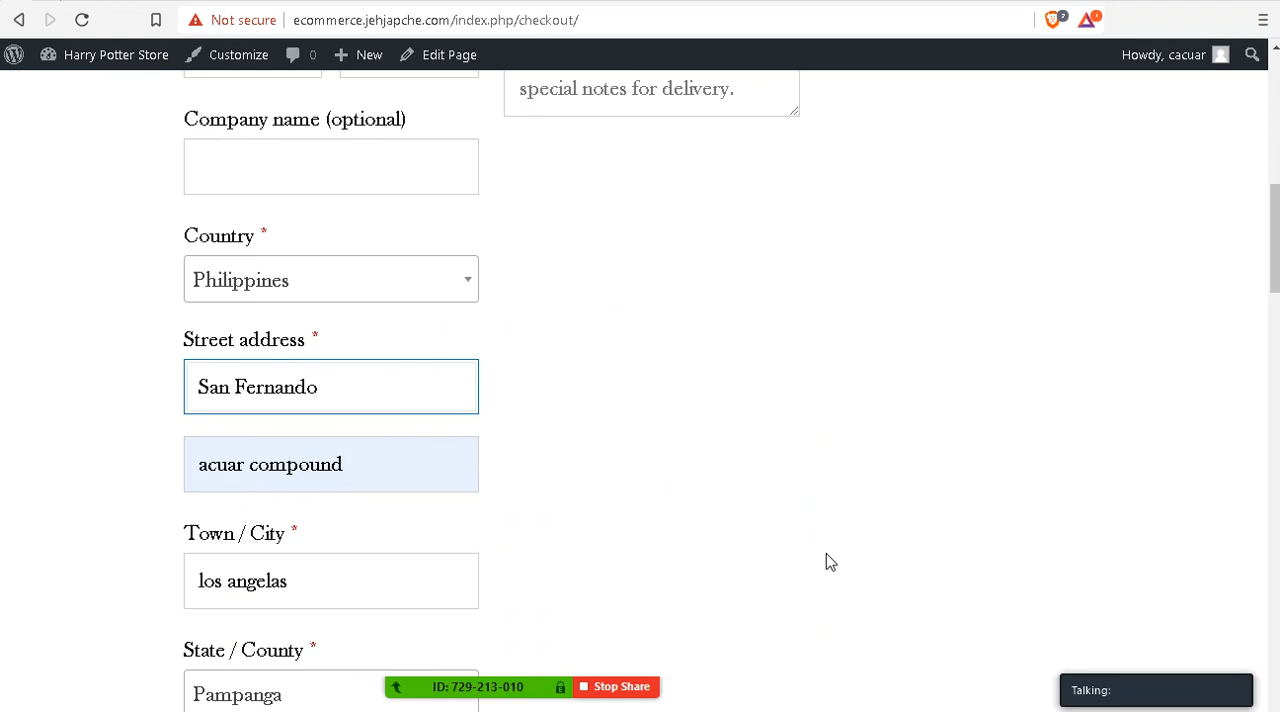 Not secure ecommerce.jehjapche.com/index.php/checkout/ 2 1
Harry Potter Store Customize 0 New Edit Page Howdy, cacuar
special notes for delivery.
Company name (optional)
Country *
Philippines
Street address *
San Fernando
acuar compound
Town / City *
los angelas
State / County *
Pampanga
ID: 729-213-010 Stop Share
Talking: